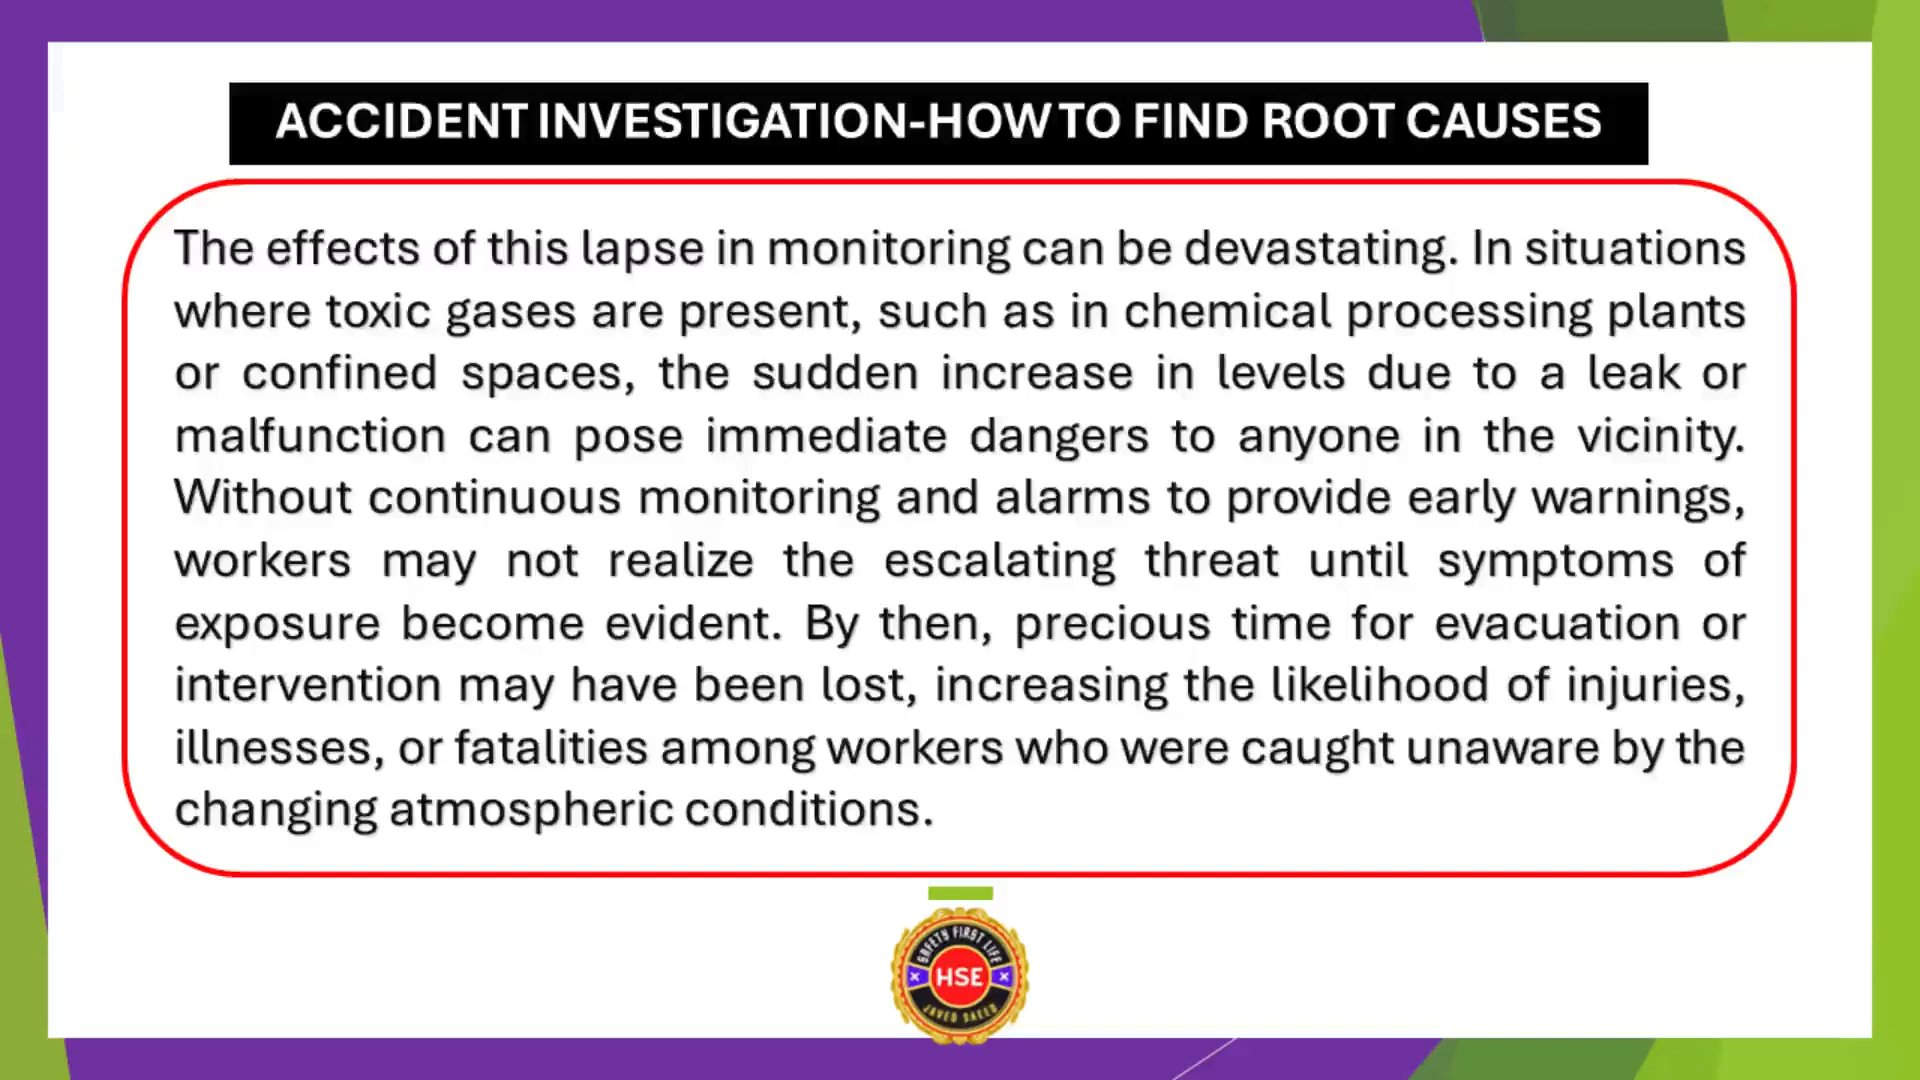 ACCIDENT INVESTIGATION-HOW TO FIND ROOT CAUSES
The effects of this lapse in monitoring can be devastating. In situations
where toxic gases are present, such as in chemical processing plants
or confined spaces, the sudden increase in levels due to a leak or
malfunction can pose immediate dangers to anyone in the vicinity.
Without continuous monitoring and alarms to provide early warnings,
workers may not realize the escalating threat until symptoms of
exposure become evident. By then, precious time for evacuation or
intervention may have been lost, increasing the likelihood of injuries,
illnesses, or fatalities among workers who were caught unaware by the
changing atmospheric conditions.
SAFETY FIRST LIFE
HSE
JAVED SAEED